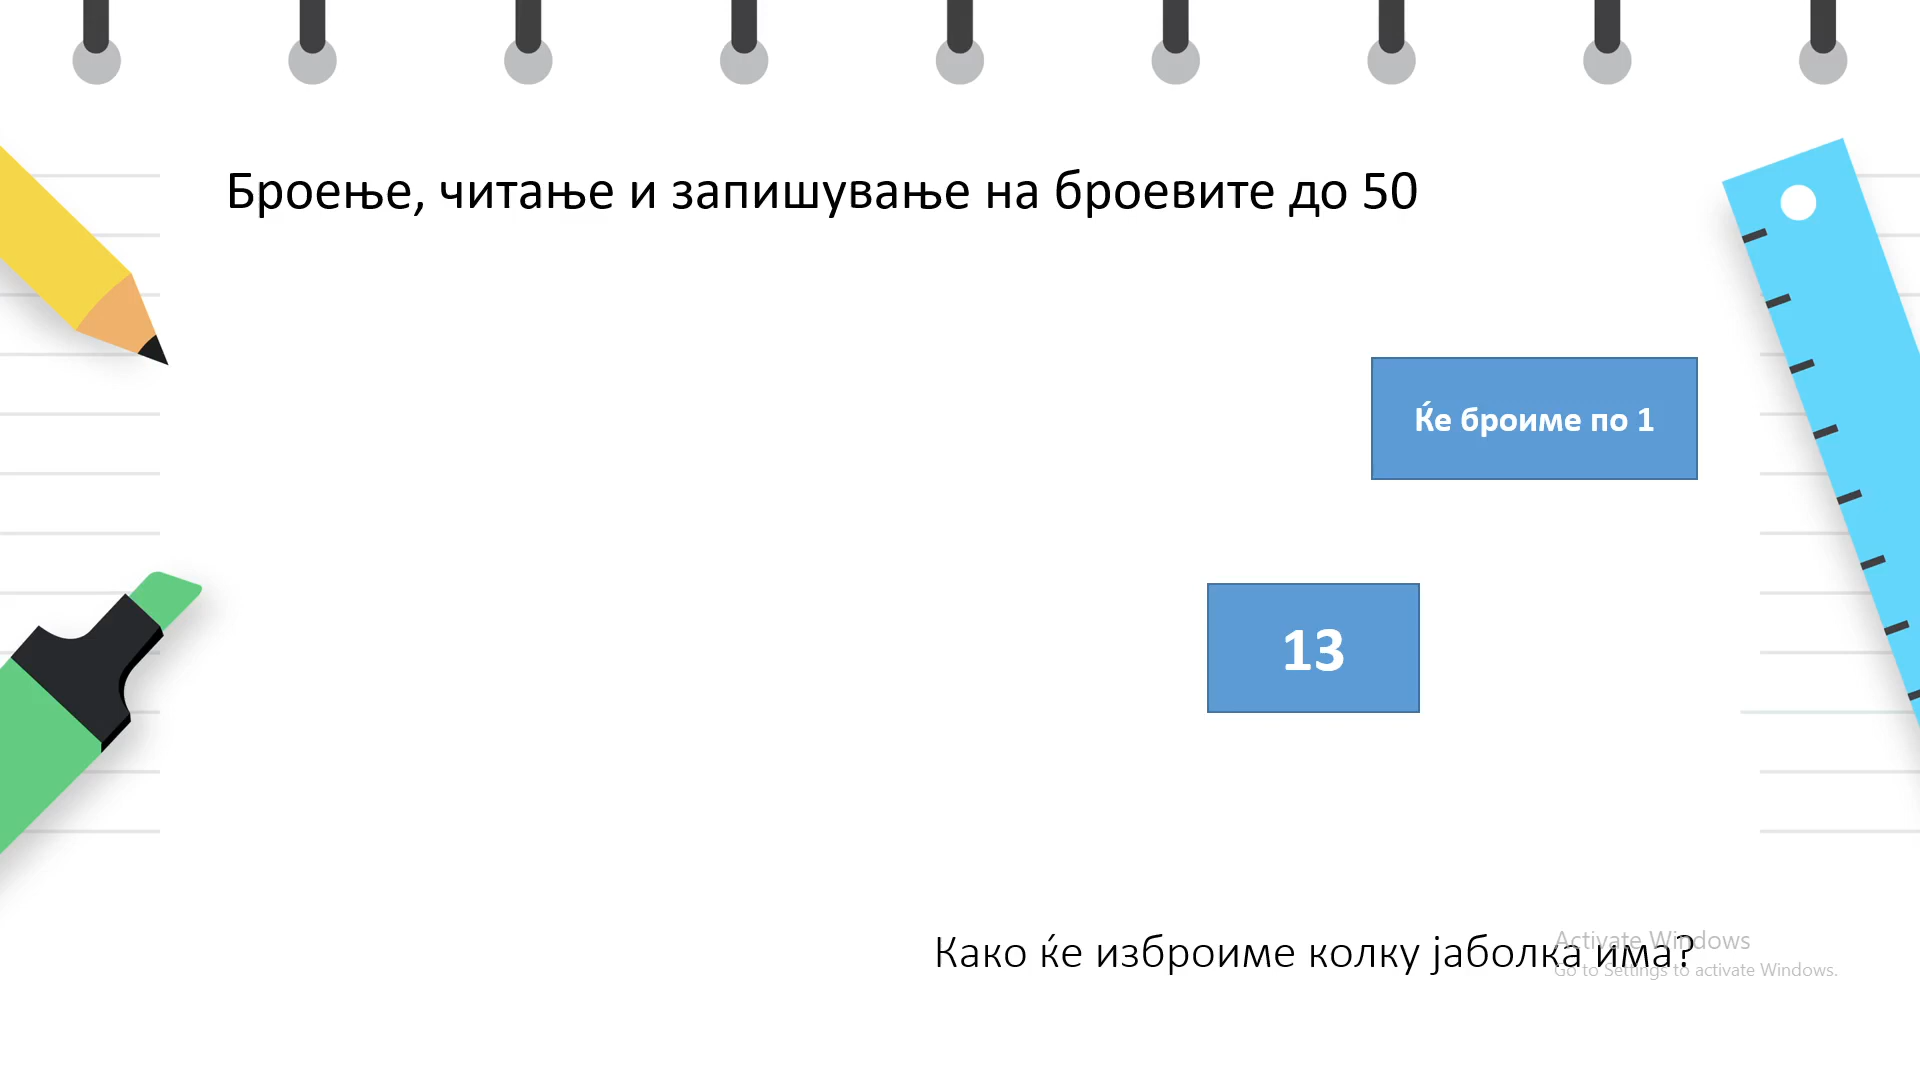 Броење, читање и запишување на броевите до 50
Ќе броиме по 1
13
Како ќе изброиме колку јаболка има?
Activate Windows
Go to Settings to activate Windows.